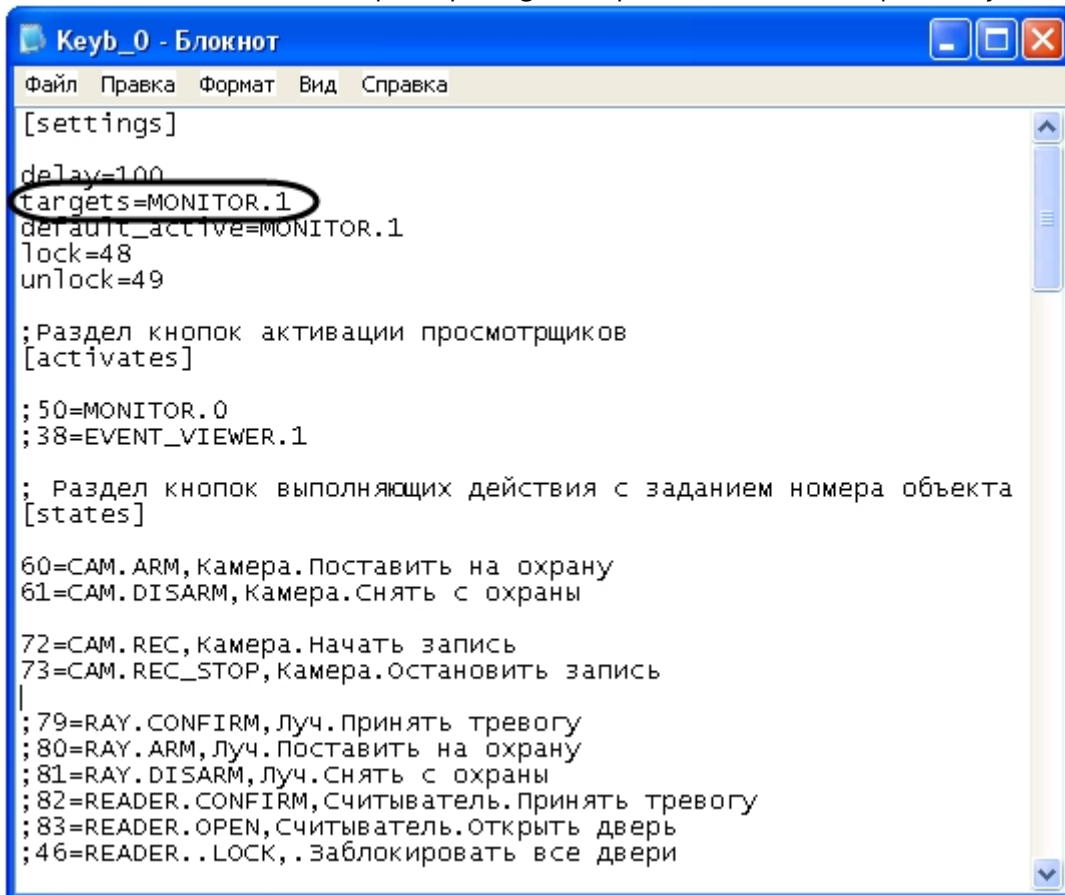 Keyb_0 - Блокнот
Файл Правка Формат Вид Справка
[settings]
delay=100
targets=MONITOR.1
default_active=MONITOR.1
lock=48
unlock=49
;Раздел кнопок активации просмотрщиков
[activates]
;50=MONITOR.0
;38=EVENT_VIEWER.1
; Раздел кнопок выполняющих действия с заданием номера объекта
[states]
60=CAM.ARM,Камера.Поставить на охрану
61=CAM.DISARM,Камера.Снять с охраны
72=CAM.REC,Камера.Начать запись
73=CAM.REC_STOP,Камера.Остановить запись
;79=RAY.CONFIRM,Луч.Принять тревогу
;80=RAY.ARM,Луч.Поставить на охрану
;81=RAY.DISARM,Луч.Снять с охраны
;82=READER.CONFIRM,Считыватель.Принять тревогу
;83=READER.OPEN,Считыватель.Открыть дверь
;46=READER..LOCK,.Заблокировать все двери